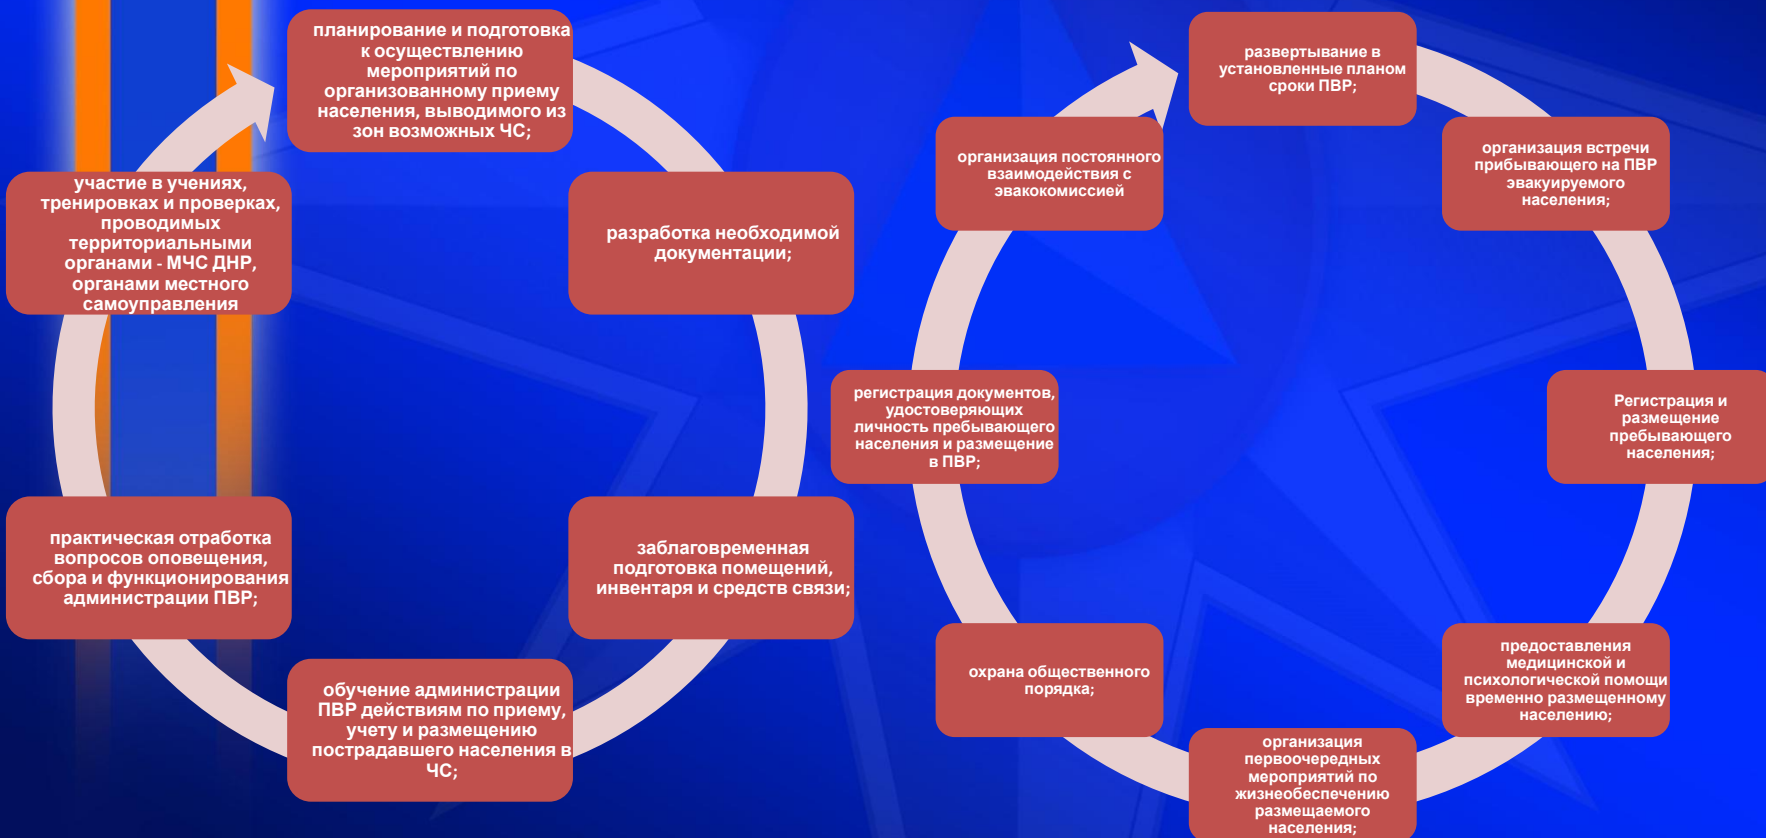 планирование и подготовка
к осуществлению
мероприятий по
организованному приему
населения, выводимого из
зон возможных ЧС;
разработка необходимой
документации;
заблаговременная
подготовка помещений,
инвентаря и средств связи;
обучение администрации
ПВР действиям по приему,
учету и размещению
пострадавшего населения в
ЧС;
практическая отработка
вопросов оповещения,
сбора и функционирования
администрации ПВР;
участие в учениях,
тренировках и проверках,
проводимых
территориальными
органами - МЧС ДНР,
органами местного
самоуправления
развертывание в
установленные планом
сроки ПВР;
организация встречи
прибывающего на ПВР
эвакуируемого
населения;
Регистрация и
размещение
пребывающего
населения;
предоставления
медицинской и
психологической помощи
временно размещенному
населению;
организация
первоочередных
мероприятий по
жизнеобеспечению
размещаемого
населения;
охрана общественного
порядка;
регистрация документов,
удостоверяющих
личность пребывающего
населения и размещение
в ПВР;
организация постоянного
взаимодействия с
эвакокомиссией